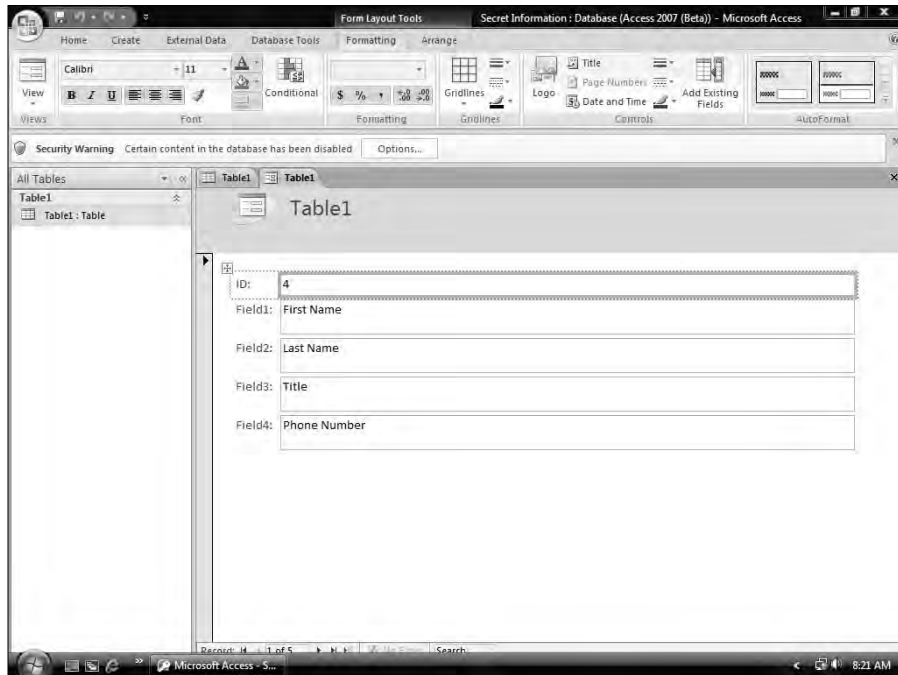 Form Layout Tools Secret Information : Database (Access 2007 (Beta)) - Microsoft Access
Home Create External Data Database Tools Formatting Arrange
Calibri 11
View
B I U
Conditional
$ % ,
Gridlines
Logo
Title
Page Numbers
Date and Time
Add Existing Fields
Views Font Formatting Gridlines Controls AutoFormat
Security Warning Certain content in the database has been disabled Options...
All Tables
Table1 Table1
Table1
Table1 : Table
Table1
ID: 4
Field1: First Name
Field2: Last Name
Field3: Title
Field4: Phone Number
Record: 1 of 5 No Filter Search
Microsoft Access - S... 8:21 AM